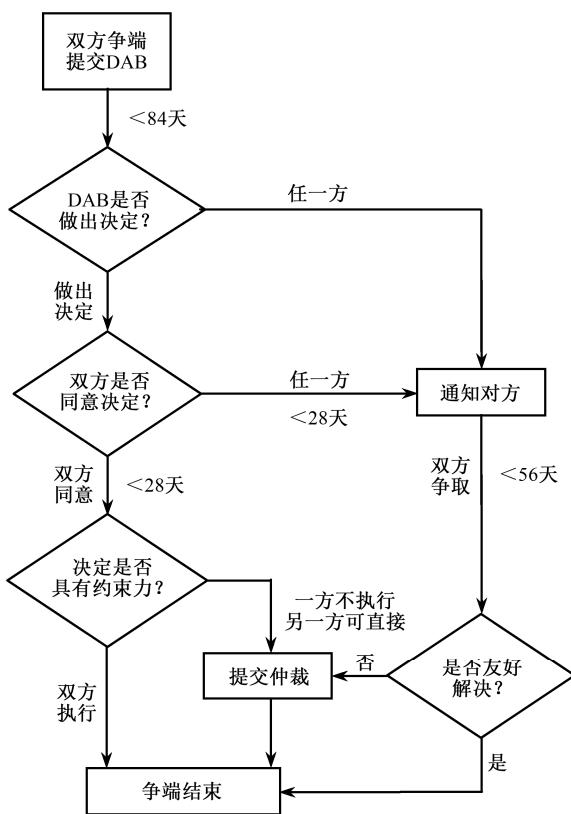 双方争端
提交DAB
＜84天
DAB是否
做出决定？
任一方
做出
决定
双方是否
同意决定？
任一方
＜28天
通知对方
双方
同意
＜28天
双方
争取
＜56天
决定是否
具有约束力？
一方不执行
另一方可直接
提交仲裁
否
是否友好
解决？
双方
执行
是
争端结束